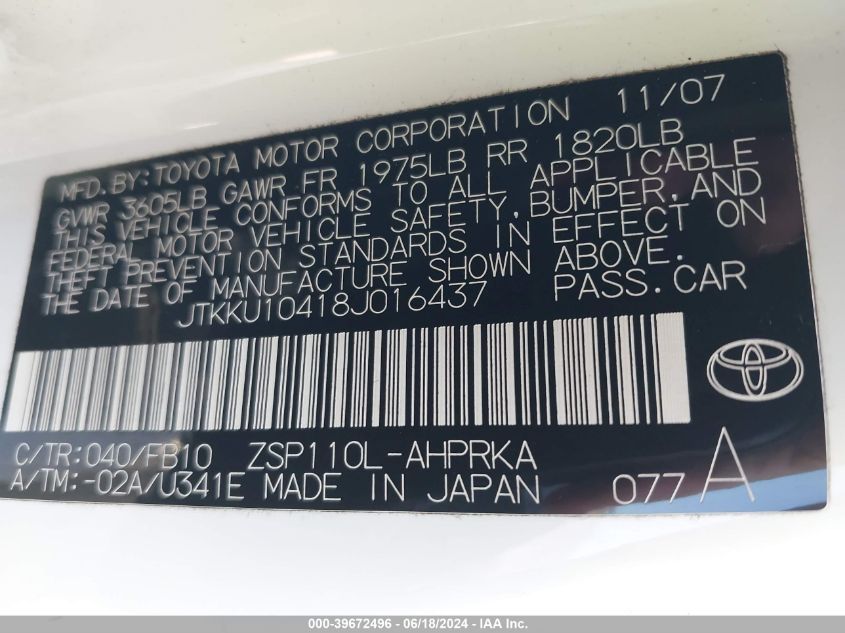 MFD. BY: TOYOTA MOTOR CORPORATION 11/07
GVWR 3605LB GAWR FR 1975LB RR 1820LB
THIS VEHICLE CONFORMS TO ALL APPLICABLE
FEDERAL MOTOR VEHICLE SAFETY, BUMPER, AND
THEFT PREVENTION STANDARDS IN EFFECT ON
THE DATE OF MANUFACTURE SHOWN ABOVE.
JTKKU10418J016437 PASS. CAR
C/TR: 040/FB10 ZSP110L-AHPRKA
A/TM: -02A/U341E MADE IN JAPAN 077 A
000-39672496 - 06/18/2024 - IAA Inc.